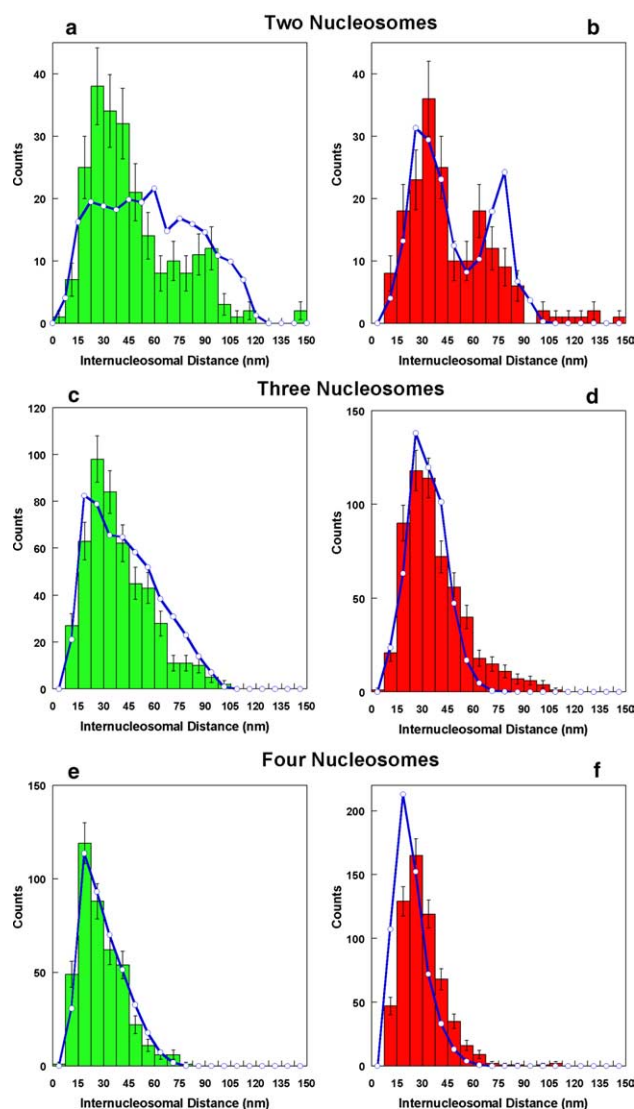 Two Nucleosomes
a
b
40
30
20
10
0
Counts
0 15 30 45 60 75 90 105 120 135 150
Internucleosomal Distance (nm)
40
30
20
10
0
Counts
0 15 30 45 60 75 90 105 120 135 150
Internucleosomal Distance (nm)
Three Nucleosomes
c
d
120
100
80
60
40
20
0
Counts
0 15 30 45 60 75 90 105 120 135 150
Internucleosomal Distance (nm)
150
100
50
0
Counts
0 15 30 45 60 75 90 105 120 135 150
Internucleosomal Distance (nm)
Four Nucleosomes
e
f
150
100
50
0
Counts
0 15 30 45 60 75 90 105 120 135 150
Internucleosomal Distance (nm)
200
150
100
50
0
Counts
0 15 30 45 60 75 90 105 120 135 150
Internucleosomal Distance (nm)